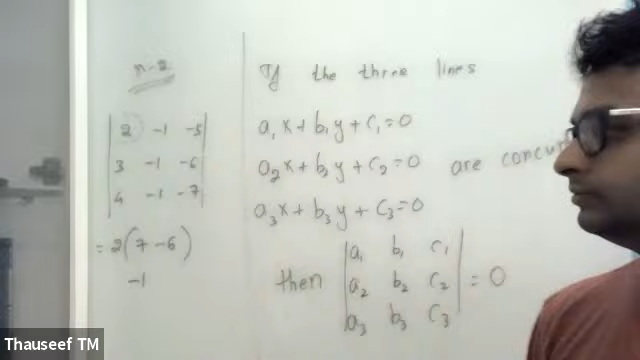 2 -1 -5
3 -1 -6
4 -1 -7
= 2(7-6)
-1
If the three lines
a₁x + b₁y + c₁ = 0
a₂x + b₂y + c₂ = 0 are
a₃x + b₃y + c₃ = 0
then
a₁ b₁ c₁
a₂ b₂ c₂ = 0
a₃ b₃ c₃
Thauseef TM